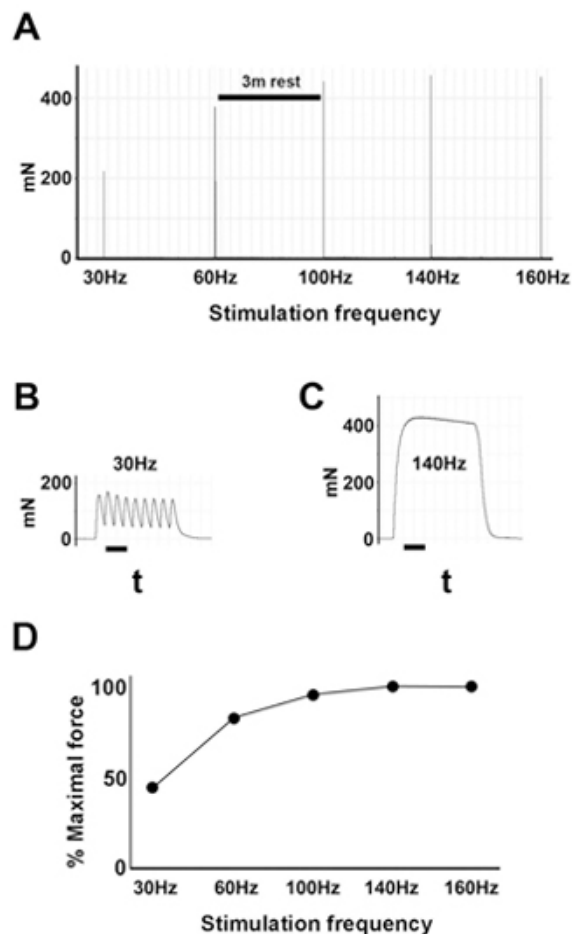 A
3m rest
400
200
0
mN
30Hz
60Hz
100Hz
140Hz
160Hz
Stimulation frequency
B
30Hz
200
0
mN
t
C
140Hz
400
200
0
mN
t
D
100
50
0
% Maximal force
30Hz
60Hz
100Hz
140Hz
160Hz
Stimulation frequency